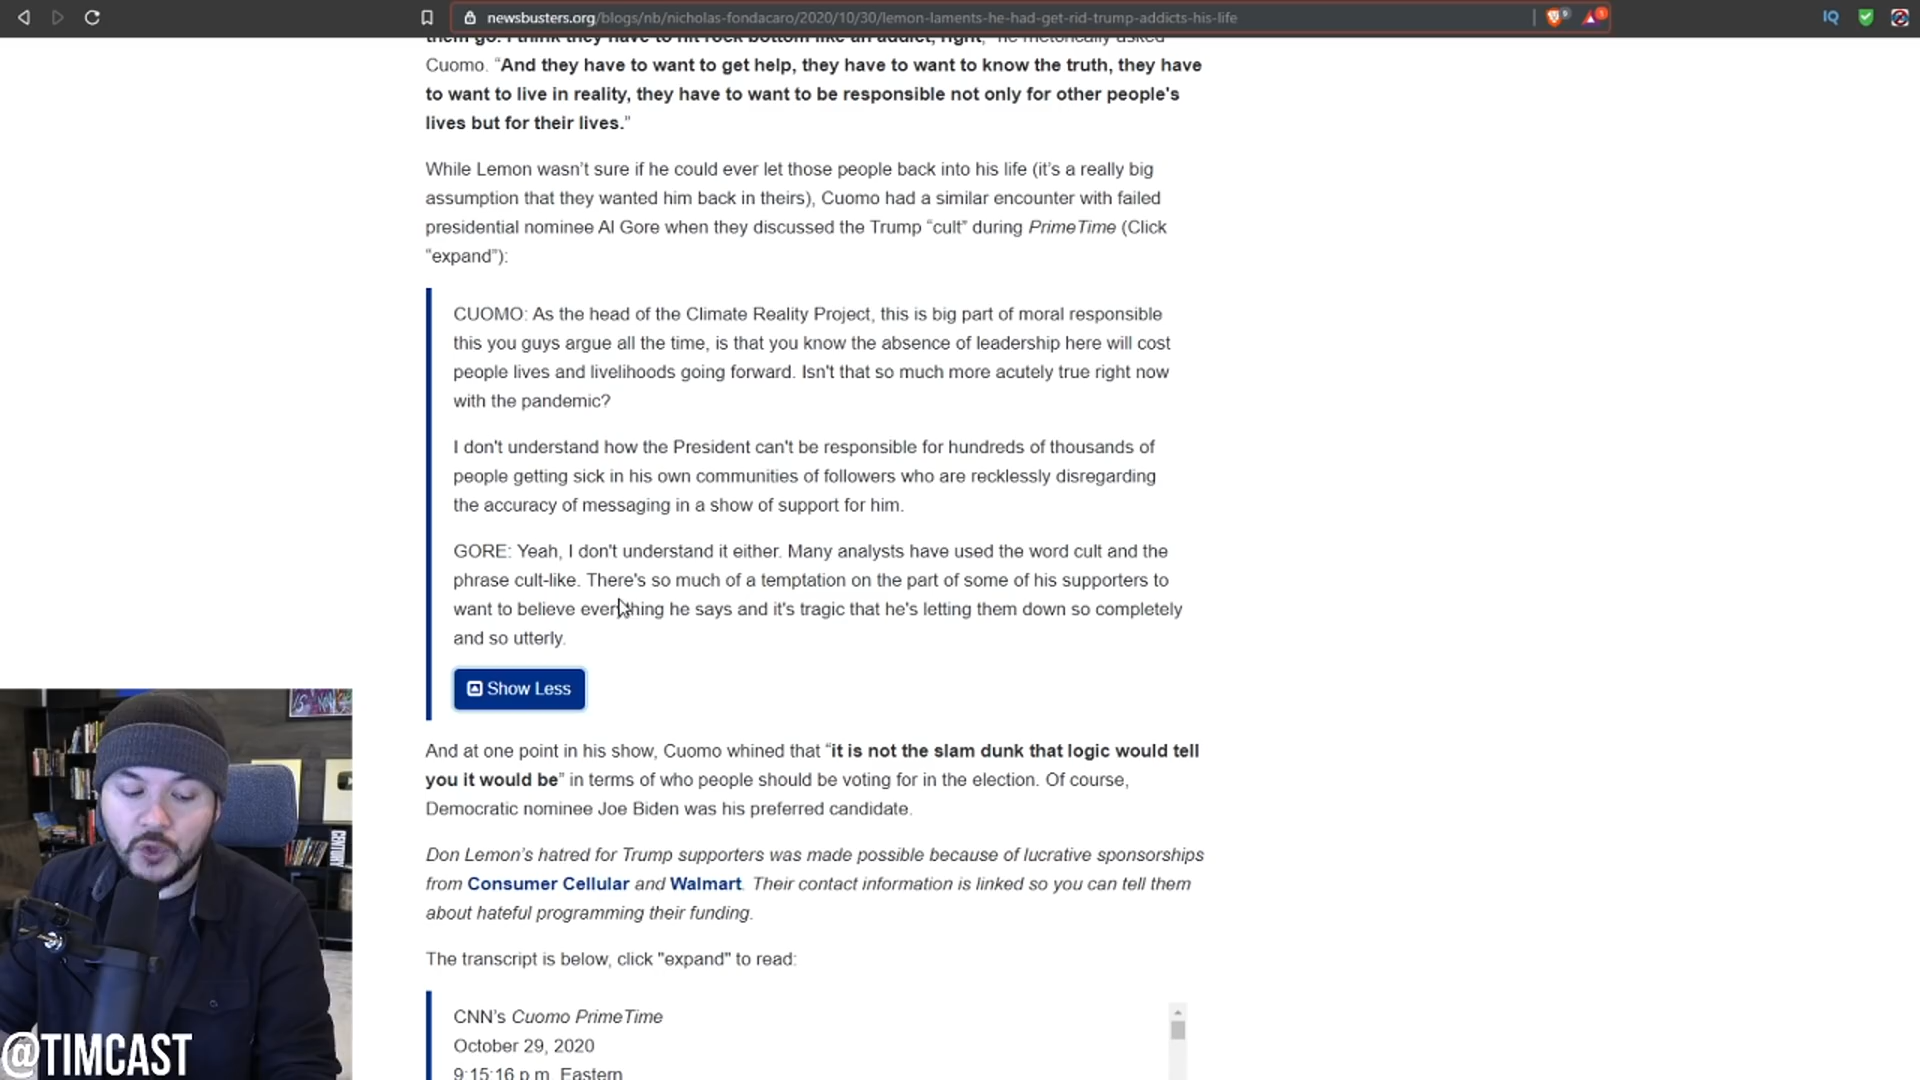 newsbusters.org/blogs/nb/nicholas-fondacaro/2020/10/30/lemon-laments-he-had-get-rid-trump-addicts-his-life
IQ
them go. I think they have to hit rock bottom like an addict, right," he rhetorically asked
Cuomo. “And they have to want to get help, they have to want to know the truth, they have
to want to live in reality, they have to want to be responsible not only for other people's
lives but for their lives.”
While Lemon wasn’t sure if he could ever let those people back into his life (it’s a really big
assumption that they wanted him back in theirs), Cuomo had a similar encounter with failed
presidential nominee Al Gore when they discussed the Trump “cult” during PrimeTime (Click
“expand”):
CUOMO: As the head of the Climate Reality Project, this is big part of moral responsible
this you guys argue all the time, is that you know the absence of leadership here will cost
people lives and livelihoods going forward. Isn't that so much more acutely true right now
with the pandemic?
I don't understand how the President can't be responsible for hundreds of thousands of
people getting sick in his own communities of followers who are recklessly disregarding
the accuracy of messaging in a show of support for him.
GORE: Yeah, I don't understand it either. Many analysts have used the word cult and the
phrase cult-like. There's so much of a temptation on the part of some of his supporters to
want to believe everything he says and it's tragic that he's letting them down so completely
and so utterly.
Show Less
And at one point in his show, Cuomo whined that “it is not the slam dunk that logic would tell
you it would be” in terms of who people should be voting for in the election. Of course,
Democratic nominee Joe Biden was his preferred candidate.
Don Lemon’s hatred for Trump supporters was made possible because of lucrative sponsorships
from Consumer Cellular and Walmart. Their contact information is linked so you can tell them
about hateful programming their funding.
The transcript is below, click "expand" to read:
CNN’s Cuomo PrimeTime
October 29, 2020
9:15:16 p.m. Eastern
@TIMCAST